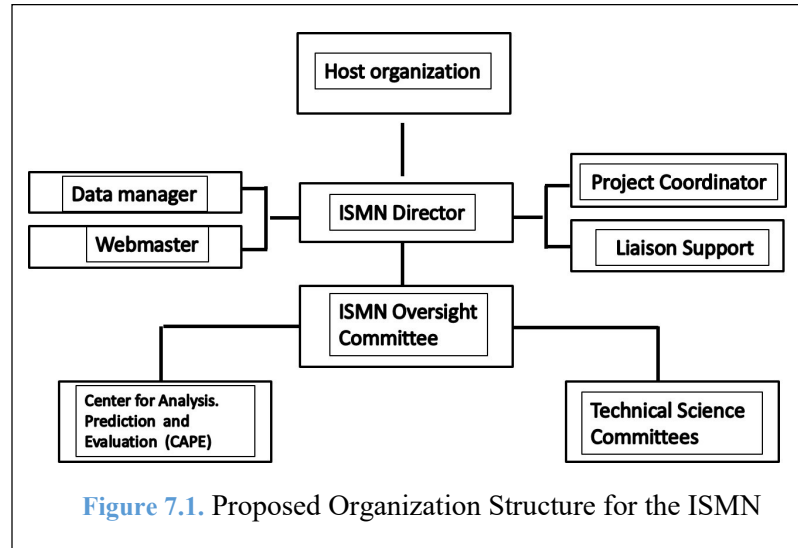 Host organization
Data manager
Webmaster
ISMN Director
Project Coordinator
Liaison Support
ISMN Oversight
Committee
Center for Analysis.
Prediction and
Evaluation (CAPE)
Technical Science
Committees
Figure 7.1. Proposed Organization Structure for the ISMN